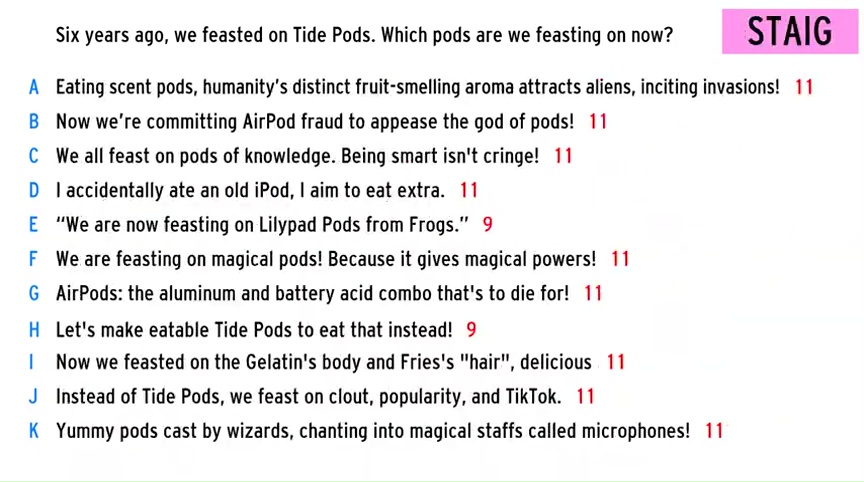 Six years ago, we feasted on Tide Pods. Which pods are we feasting on now?
STAIG
A Eating scent pods, humanity's distinct fruit-smelling aroma attracts aliens, inciting invasions! 11
B Now we're committing AirPod fraud to appease the god of pods! 11
C We all feast on pods of knowledge. Being smart isn't cringe! 11
D I accidentally ate an old iPod, I aim to eat extra. 11
E “We are now feasting on Lilypad Pods from Frogs.” 9
F We are feasting on magical pods! Because it gives magical powers! 11
G AirPods: the aluminum and battery acid combo that's to die for! 11
H Let's make eatable Tide Pods to eat that instead! 9
I Now we feasted on the Gelatin's body and Fries's "hair", delicious 11
J Instead of Tide Pods, we feast on clout, popularity, and TikTok. 11
K Yummy pods cast by wizards, chanting into magical staffs called microphones! 11